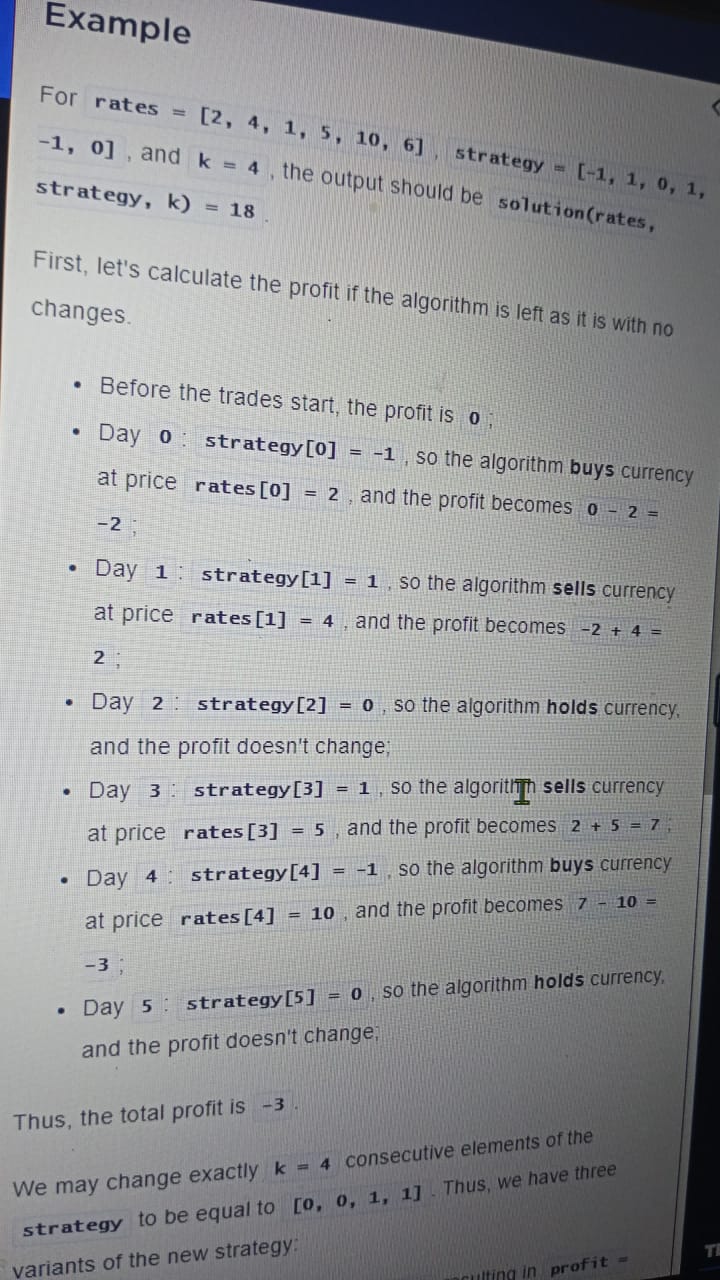 Example
For rates = [2, 4, 1, 5, 10, 6] , strategy = [-1, 1, 0, 1,
-1, 0] , and k = 4 , the output should be solution(rates,
strategy, k) = 18 .
First, let's calculate the profit if the algorithm is left as it is with no
changes.
• Before the trades start, the profit is 0 ;
• Day 0 : strategy[0] = -1 , so the algorithm buys currency
at price rates[0] = 2 , and the profit becomes 0 - 2 =
-2 ;
• Day 1 : strategy[1] = 1 , so the algorithm sells currency
at price rates[1] = 4 , and the profit becomes -2 + 4 =
2 ;
• Day 2 : strategy[2] = 0 , so the algorithm holds currency,
and the profit doesn't change;
• Day 3 : strategy[3] = 1 , so the algorithm sells currency
at price rates[3] = 5 , and the profit becomes 2 + 5 = 7 ;
• Day 4 : strategy[4] = -1 , so the algorithm buys currency
at price rates[4] = 10 , and the profit becomes 7 - 10 =
-3 ;
• Day 5 : strategy[5] = 0 , so the algorithm holds currency,
and the profit doesn't change;
Thus, the total profit is -3 .
We may change exactly k = 4 consecutive elements of the
strategy to be equal to [0, 0, 1, 1] . Thus, we have three
variants of the new strategy:
in profit =